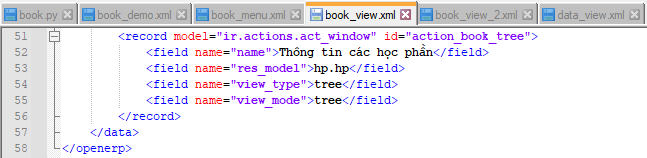 book.py book_demo.xml book_menu.xml book_view.xml book_view_2.xml data_view.xml
51 <record model="ir.actions.act_window" id="action_book_tree">
52 <field name="name">Thông tin các học phần</field>
53 <field name="res_model">hp.hp</field>
54 <field name="view_type">tree</field>
55 <field name="view_mode">tree</field>
56 </record>
57 </data>
58 </openerp>